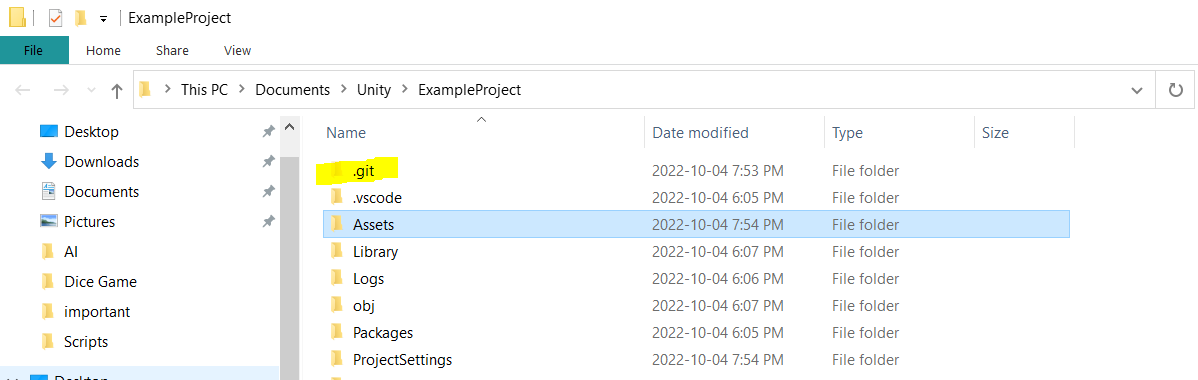 ExampleProject
File Home Share View
This PC Documents Unity ExampleProject
Name Date modified Type Size
Desktop
Downloads
Documents
Pictures
AI
Dice Game
important
Scripts
Desktop
.git 2022-10-04 7:53 PM File folder
.vscode 2022-10-04 6:05 PM File folder
Assets 2022-10-04 7:54 PM File folder
Library 2022-10-04 6:07 PM File folder
Logs 2022-10-04 6:06 PM File folder
obj 2022-10-04 6:07 PM File folder
Packages 2022-10-04 6:05 PM File folder
ProjectSettings 2022-10-04 7:54 PM File folder